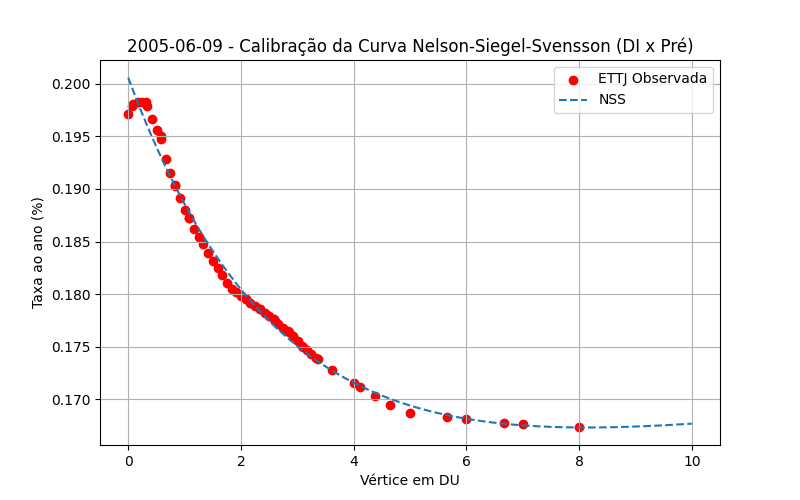 2005-06-09 - Calibração da Curva Nelson-Siegel-Svensson (DI x Pré)
ETTJ Observada
NSS
Taxa ao ano (%)
0.200
0.195
0.190
0.185
0.180
0.175
0.170
0 2 4 6 8 10
Vértice em DU